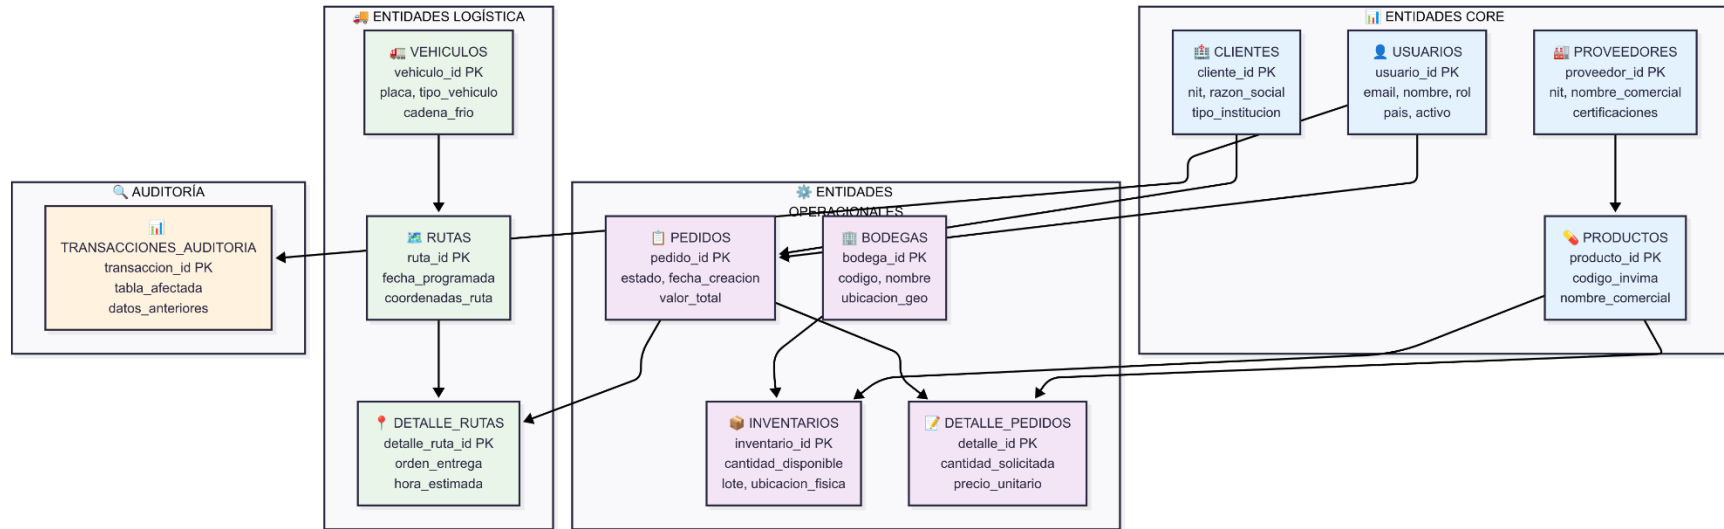 🚚 ENTIDADES LOGÍSTICA
🚛 VEHICULOS
vehiculo_id PK
placa, tipo_vehiculo
cadena_frio
🗺️ RUTAS
ruta_id PK
fecha_programada
coordenadas_ruta
📍 DETALLE_RUTAS
detalle_ruta_id PK
orden_entrega
hora_estimada
📊 ENTIDADES CORE
🏥 CLIENTES
cliente_id PK
nit, razon_social
tipo_institucion
👤 USUARIOS
usuario_id PK
email, nombre, rol
pais, activo
🏭 PROVEEDORES
proveedor_id PK
nit, nombre_comercial
certificaciones
💊 PRODUCTOS
producto_id PK
codigo_invima
nombre_comercial
🔍 AUDITORÍA
📊
TRANSACCIONES_AUDITORIA
transaccion_id PK
tabla_afectada
datos_anteriores
⚙️ ENTIDADES
OPERACIONALES
📋 PEDIDOS
pedido_id PK
estado, fecha_creacion
valor_total
🏢 BODEGAS
bodega_id PK
codigo, nombre
ubicacion_geo
📦 INVENTARIOS
inventario_id PK
cantidad_disponible
lote, ubicacion_fisica
📝 DETALLE_PEDIDOS
detalle_id PK
cantidad_solicitada
precio_unitario